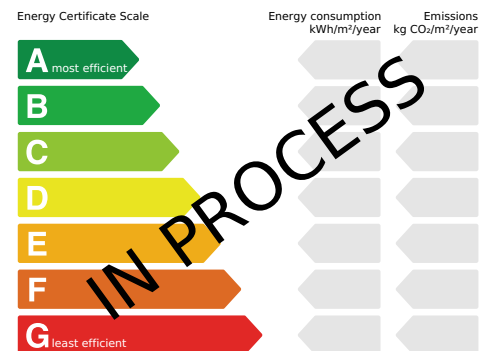 Energy Certificate Scale
Energy consumption
kWh/m²/year
Emissions
kg CO₂/m²/year
A most efficient
B
C
D
E
F
G least efficient
IN PROCESS